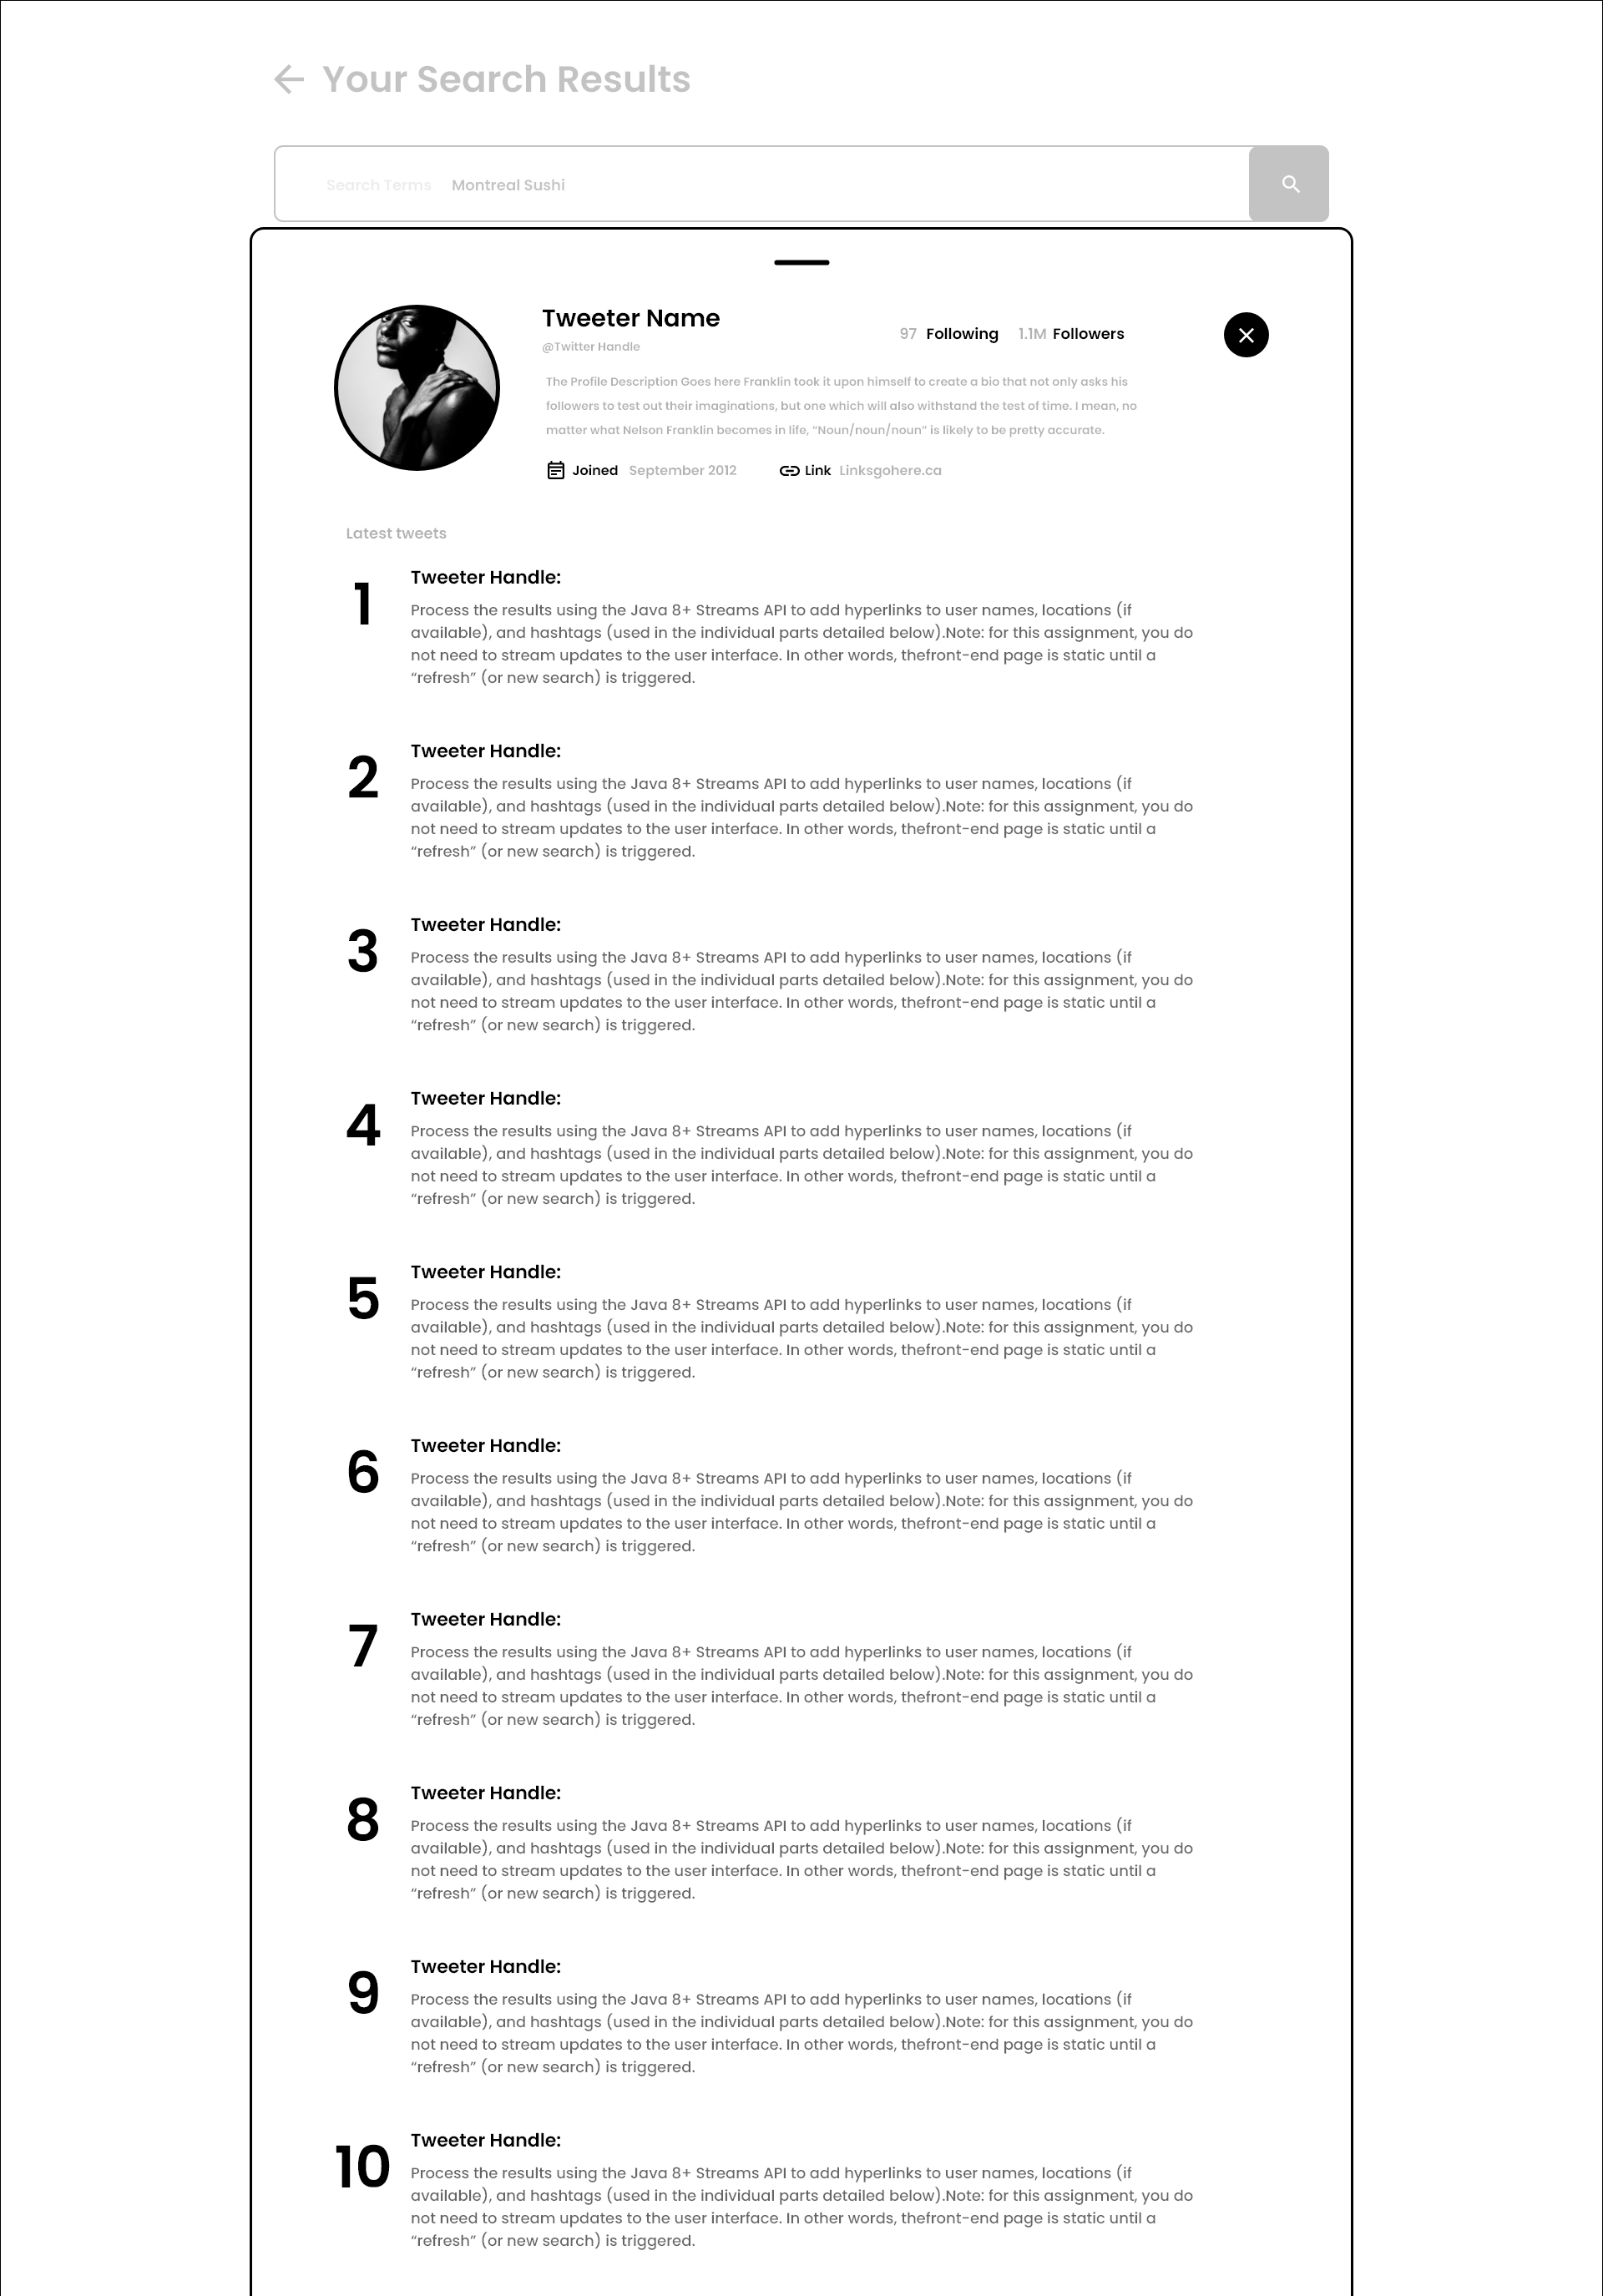 Your Search Results
Search Terms Montreal Sushi
Tweeter Name
97 Following 1.1M Followers
@Twitter Handle
The Profile Description Goes here Franklin took it upon himself to create a bio that not only asks his
followers to test out their imaginations, but one which will also withstand the test of time. I mean, no
matter what Nelson Franklin becomes in life, “Noun/noun/noun” is likely to be pretty accurate.
Joined September 2012 Link Linksgohere.ca
Latest tweets
1
Tweeter Handle:
Process the results using the Java 8+ Streams API to add hyperlinks to user names, locations (if
available), and hashtags (used in the individual parts detailed below).Note: for this assignment, you do
not need to stream updates to the user interface. In other words, thefront-end page is static until a
“refresh” (or new search) is triggered.
2
Tweeter Handle:
Process the results using the Java 8+ Streams API to add hyperlinks to user names, locations (if
available), and hashtags (used in the individual parts detailed below).Note: for this assignment, you do
not need to stream updates to the user interface. In other words, thefront-end page is static until a
“refresh” (or new search) is triggered.
3
Tweeter Handle:
Process the results using the Java 8+ Streams API to add hyperlinks to user names, locations (if
available), and hashtags (used in the individual parts detailed below).Note: for this assignment, you do
not need to stream updates to the user interface. In other words, thefront-end page is static until a
“refresh” (or new search) is triggered.
4
Tweeter Handle:
Process the results using the Java 8+ Streams API to add hyperlinks to user names, locations (if
available), and hashtags (used in the individual parts detailed below).Note: for this assignment, you do
not need to stream updates to the user interface. In other words, thefront-end page is static until a
“refresh” (or new search) is triggered.
5
Tweeter Handle:
Process the results using the Java 8+ Streams API to add hyperlinks to user names, locations (if
available), and hashtags (used in the individual parts detailed below).Note: for this assignment, you do
not need to stream updates to the user interface. In other words, thefront-end page is static until a
“refresh” (or new search) is triggered.
6
Tweeter Handle:
Process the results using the Java 8+ Streams API to add hyperlinks to user names, locations (if
available), and hashtags (used in the individual parts detailed below).Note: for this assignment, you do
not need to stream updates to the user interface. In other words, thefront-end page is static until a
“refresh” (or new search) is triggered.
7
Tweeter Handle:
Process the results using the Java 8+ Streams API to add hyperlinks to user names, locations (if
available), and hashtags (used in the individual parts detailed below).Note: for this assignment, you do
not need to stream updates to the user interface. In other words, thefront-end page is static until a
“refresh” (or new search) is triggered.
8
Tweeter Handle:
Process the results using the Java 8+ Streams API to add hyperlinks to user names, locations (if
available), and hashtags (used in the individual parts detailed below).Note: for this assignment, you do
not need to stream updates to the user interface. In other words, thefront-end page is static until a
“refresh” (or new search) is triggered.
9
Tweeter Handle:
Process the results using the Java 8+ Streams API to add hyperlinks to user names, locations (if
available), and hashtags (used in the individual parts detailed below).Note: for this assignment, you do
not need to stream updates to the user interface. In other words, thefront-end page is static until a
“refresh” (or new search) is triggered.
10
Tweeter Handle:
Process the results using the Java 8+ Streams API to add hyperlinks to user names, locations (if
available), and hashtags (used in the individual parts detailed below).Note: for this assignment, you do
not need to stream updates to the user interface. In other words, thefront-end page is static until a
“refresh” (or new search) is triggered.